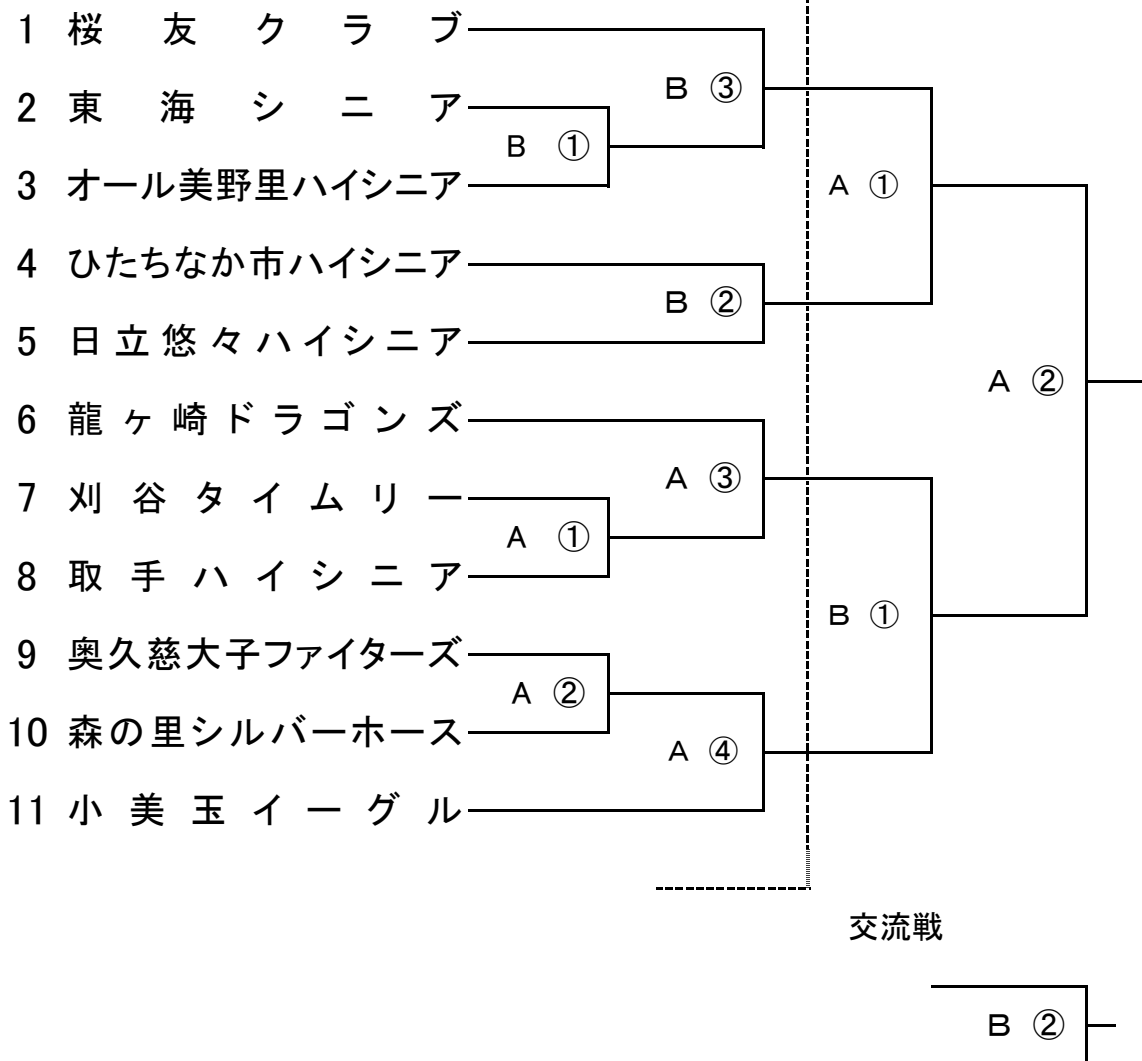 1 桜友クラブ
B ③
2 東海シニア
B ①
3 オール美野里ハイシニア
A ①
4 ひたちなか市ハイシニア
B ②
5 日立悠々ハイシニア
A ②
6 龍ヶ崎ドラゴンズ
A ③
7 刈谷タイムリー
A ①
8 取手ハイシニア
B ①
9 奥久慈大子ファイターズ
A ②
10 森の里シルバーホース
A ④
11 小美玉イーグル
交流戦
B ②